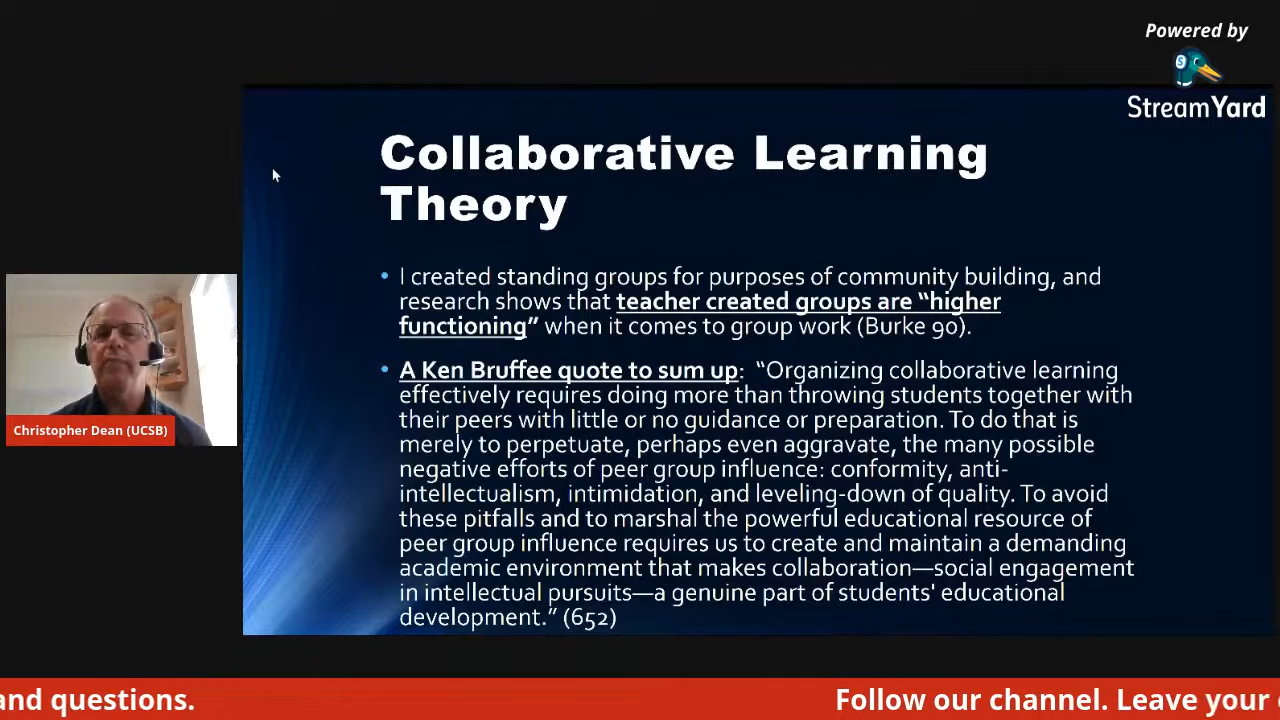 Powered by
StreamYard
Collaborative Learning
Theory
• I created standing groups for purposes of community building, and
research shows that teacher created groups are “higher
functioning” when it comes to group work (Burke 90).
• A Ken Bruffee quote to sum up: “Organizing collaborative learning
effectively requires doing more than throwing students together with
their peers with little or no guidance or preparation. To do that is
merely to perpetuate, perhaps even aggravate, the many possible
negative efforts of peer group influence: conformity, anti-
intellectualism, intimidation, and leveling-down of quality. To avoid
these pitfalls and to marshal the powerful educational resource of
peer group influence requires us to create and maintain a demanding
academic environment that makes collaboration—social engagement
in intellectual pursuits—a genuine part of students' educational
development.” (652)
Christopher Dean (UCSB)
and questions.
Follow our channel. Leave your